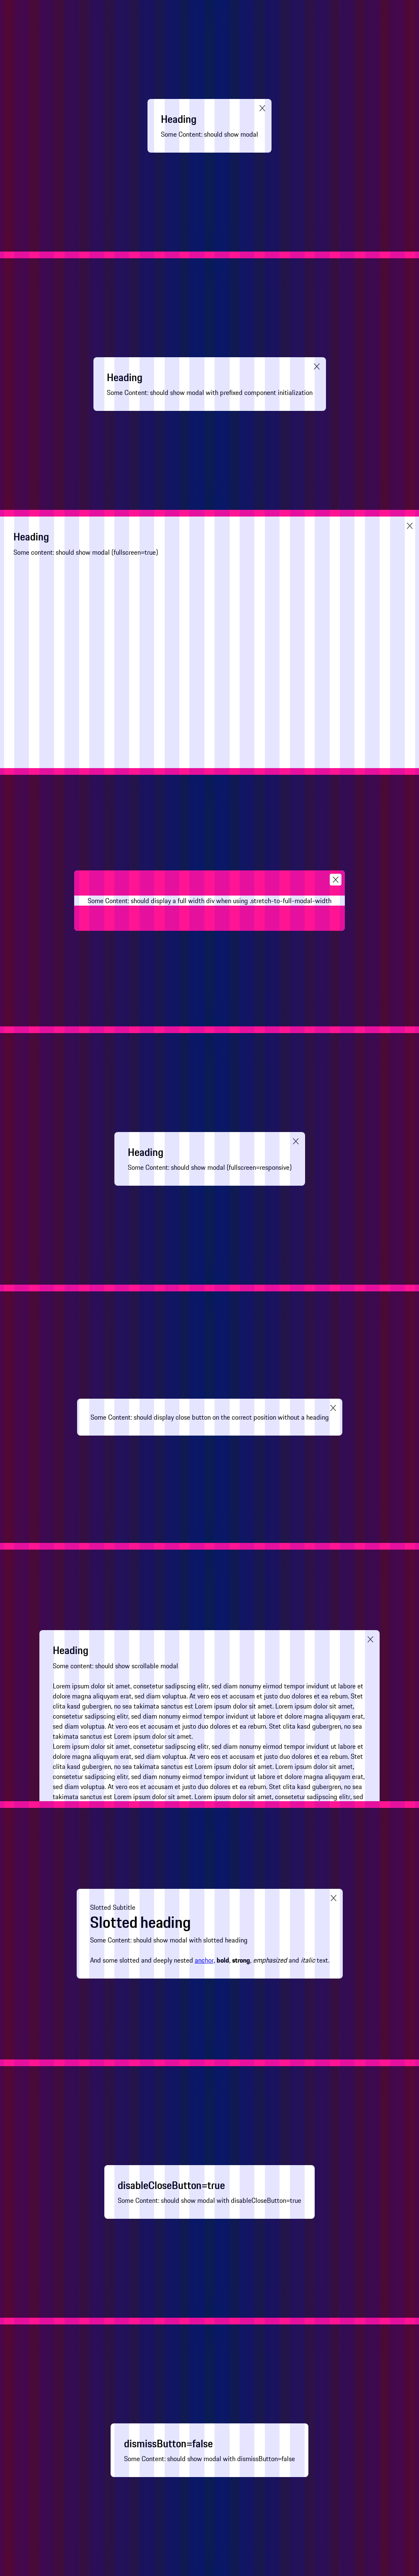 Heading
Some Content: should show modal
Heading
Some Content: should show modal with prefixed component initialization
Heading
Some content: should show modal (fullscreen=true)
Some Content: should display a full width div when using .stretch-to-full-modal-width
Heading
Some Content: should show modal (fullscreen=responsive)
Some Content: should display close button on the correct position without a heading
Heading
Some content: should show scrollable modal
Lorem ipsum dolor sit amet, consetetur sadipscing elitr, sed diam nonumy eirmod tempor invidunt ut labore et
dolore magna aliquyam erat, sed diam voluptua. At vero eos et accusam et justo duo dolores et ea rebum. Stet
clita kasd gubergren, no sea takimata sanctus est Lorem ipsum dolor sit amet. Lorem ipsum dolor sit amet,
consetetur sadipscing elitr, sed diam nonumy eirmod tempor invidunt ut labore et dolore magna aliquyam erat,
sed diam voluptua. At vero eos et accusam et justo duo dolores et ea rebum. Stet clita kasd gubergren, no sea
takimata sanctus est Lorem ipsum dolor sit amet.
Lorem ipsum dolor sit amet, consetetur sadipscing elitr, sed diam nonumy eirmod tempor invidunt ut labore et
dolore magna aliquyam erat, sed diam voluptua. At vero eos et accusam et justo duo dolores et ea rebum. Stet
clita kasd gubergren, no sea takimata sanctus est Lorem ipsum dolor sit amet. Lorem ipsum dolor sit amet,
consetetur sadipscing elitr, sed diam nonumy eirmod tempor invidunt ut labore et dolore magna aliquyam erat,
sed diam voluptua. At vero eos et accusam et justo duo dolores et ea rebum. Stet clita kasd gubergren, no sea
takimata sanctus est Lorem ipsum dolor sit amet. Lorem ipsum dolor sit amet, consetetur sadipscing elitr, sed
Slotted Subtitle
Slotted heading
Some Content: should show modal with slotted heading
And some slotted and deeply nested anchor, bold, strong, emphasized and italic text.
disableCloseButton=true
Some Content: should show modal with disableCloseButton=true
dismissButton=false
Some Content: should show modal with dismissButton=false